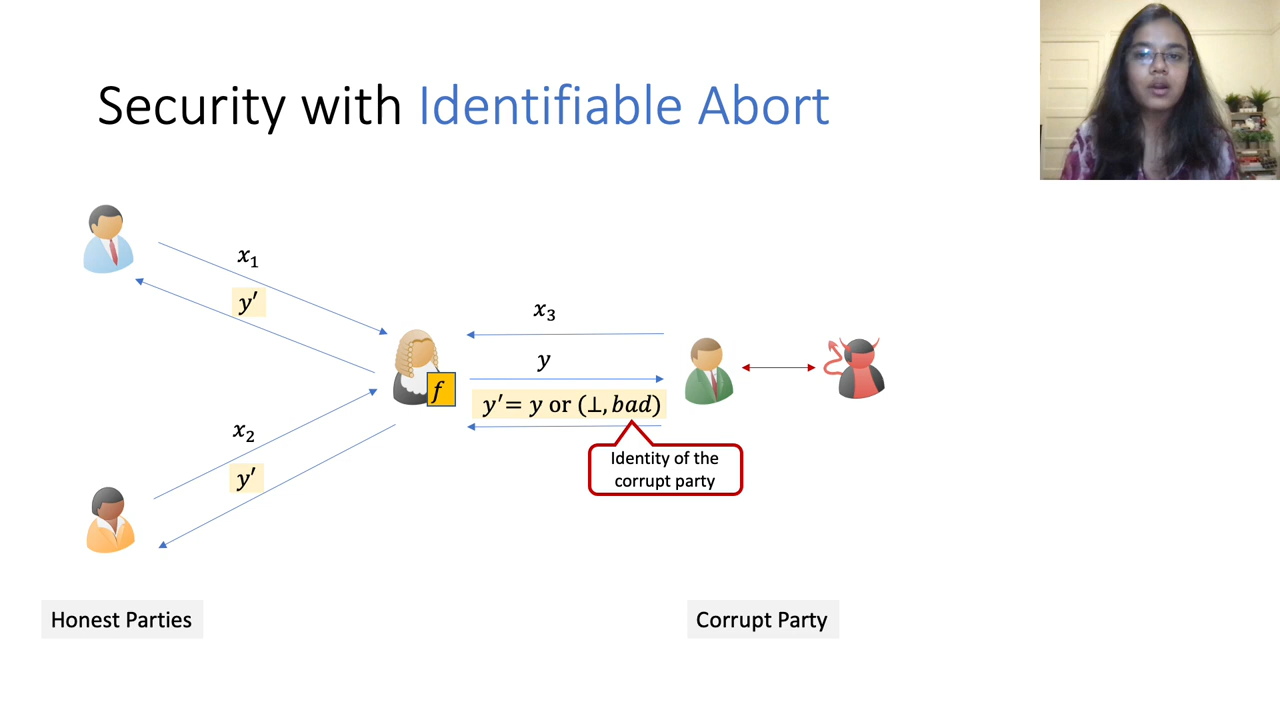 Security with Identifiable Abort
x₁
y′
x₃
y
f
y′= y or (⊥, bad)
x₂
Identity of the
corrupt party
y′
Honest Parties
Corrupt Party